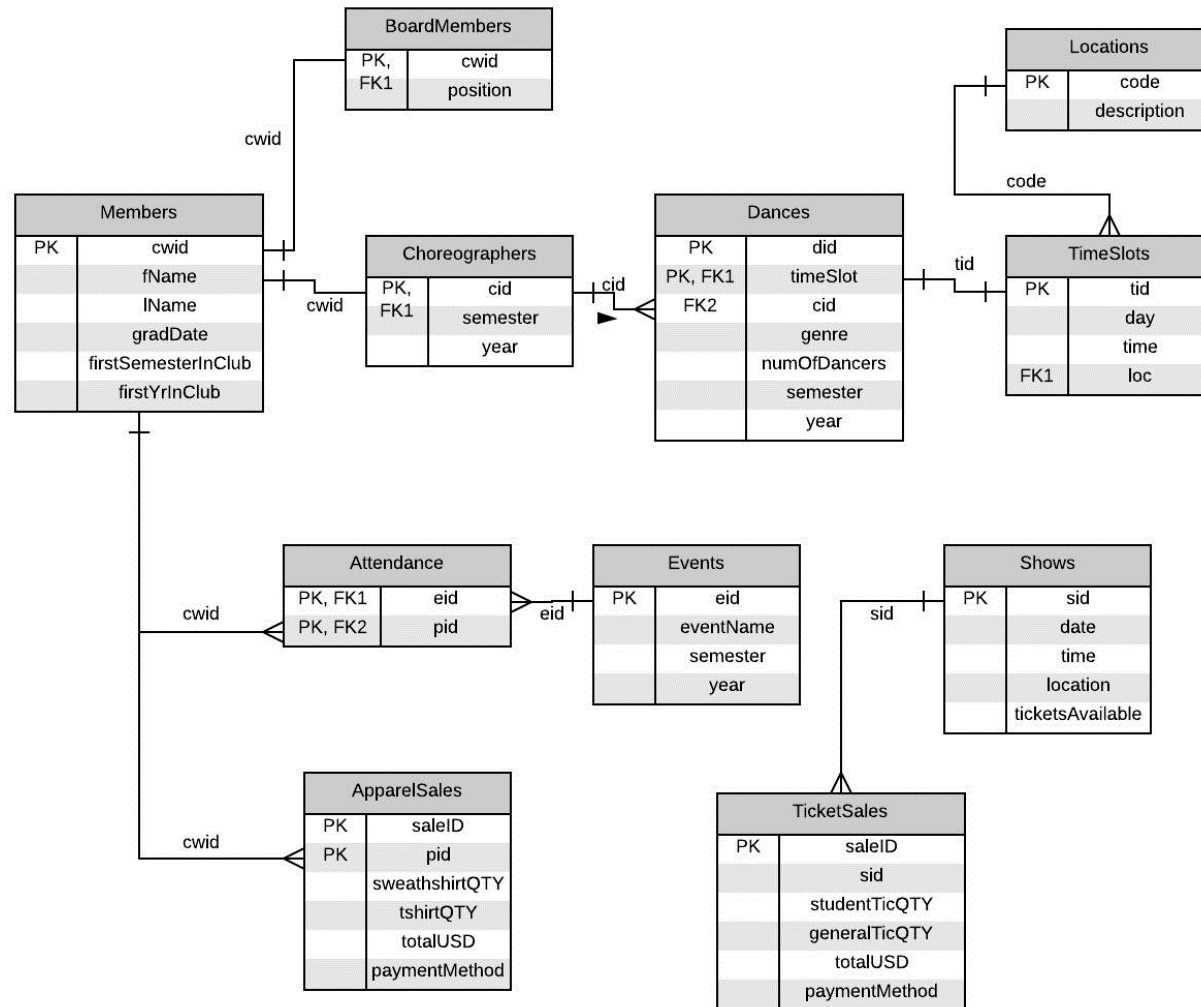 BoardMembers
PK, FK1 cwid
position
Locations
PK code
description
cwid
code
Members
PK cwid
fName
lName
gradDate
firstSemesterInClub
firstYrInClub
cwid
Choreographers
PK, FK1 cid
semester
year
cid
Dances
PK did
PK, FK1 timeSlot
FK2 cid
genre
numOfDancers
semester
year
tid
TimeSlots
PK tid
day
time
FK1 loc
cwid
Attendance
PK, FK1 eid
PK, FK2 pid
eid
Events
PK eid
eventName
semester
year
sid
Shows
PK sid
date
time
location
ticketsAvailable
cwid
ApparelSales
PK saleID
PK pid
sweathshirtQTY
tshirtQTY
totalUSD
paymentMethod
TicketSales
PK saleID
sid
studentTicQTY
generalTicQTY
totalUSD
paymentMethod